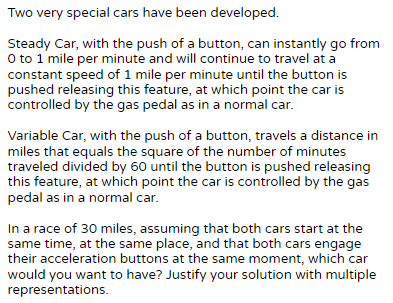 Two very special cars have been developed.
Steady Car, with the push of a button, can instantly go from
0 to 1 mile per minute and will continue to travel at a
constant speed of 1 mile per minute until the button is
pushed releasing this feature, at which point the car is
controlled by the gas pedal as in a normal car.
Variable Car, with the push of a button, travels a distance in
miles that equals the square of the number of minutes
traveled divided by 60 until the button is pushed releasing
this feature, at which point the car is controlled by the gas
pedal as in a normal car.
In a race of 30 miles, assuming that both cars start at the
same time, at the same place, and that both cars engage
their acceleration buttons at the same moment, which car
would you want to have? Justify your solution with multiple
representations.